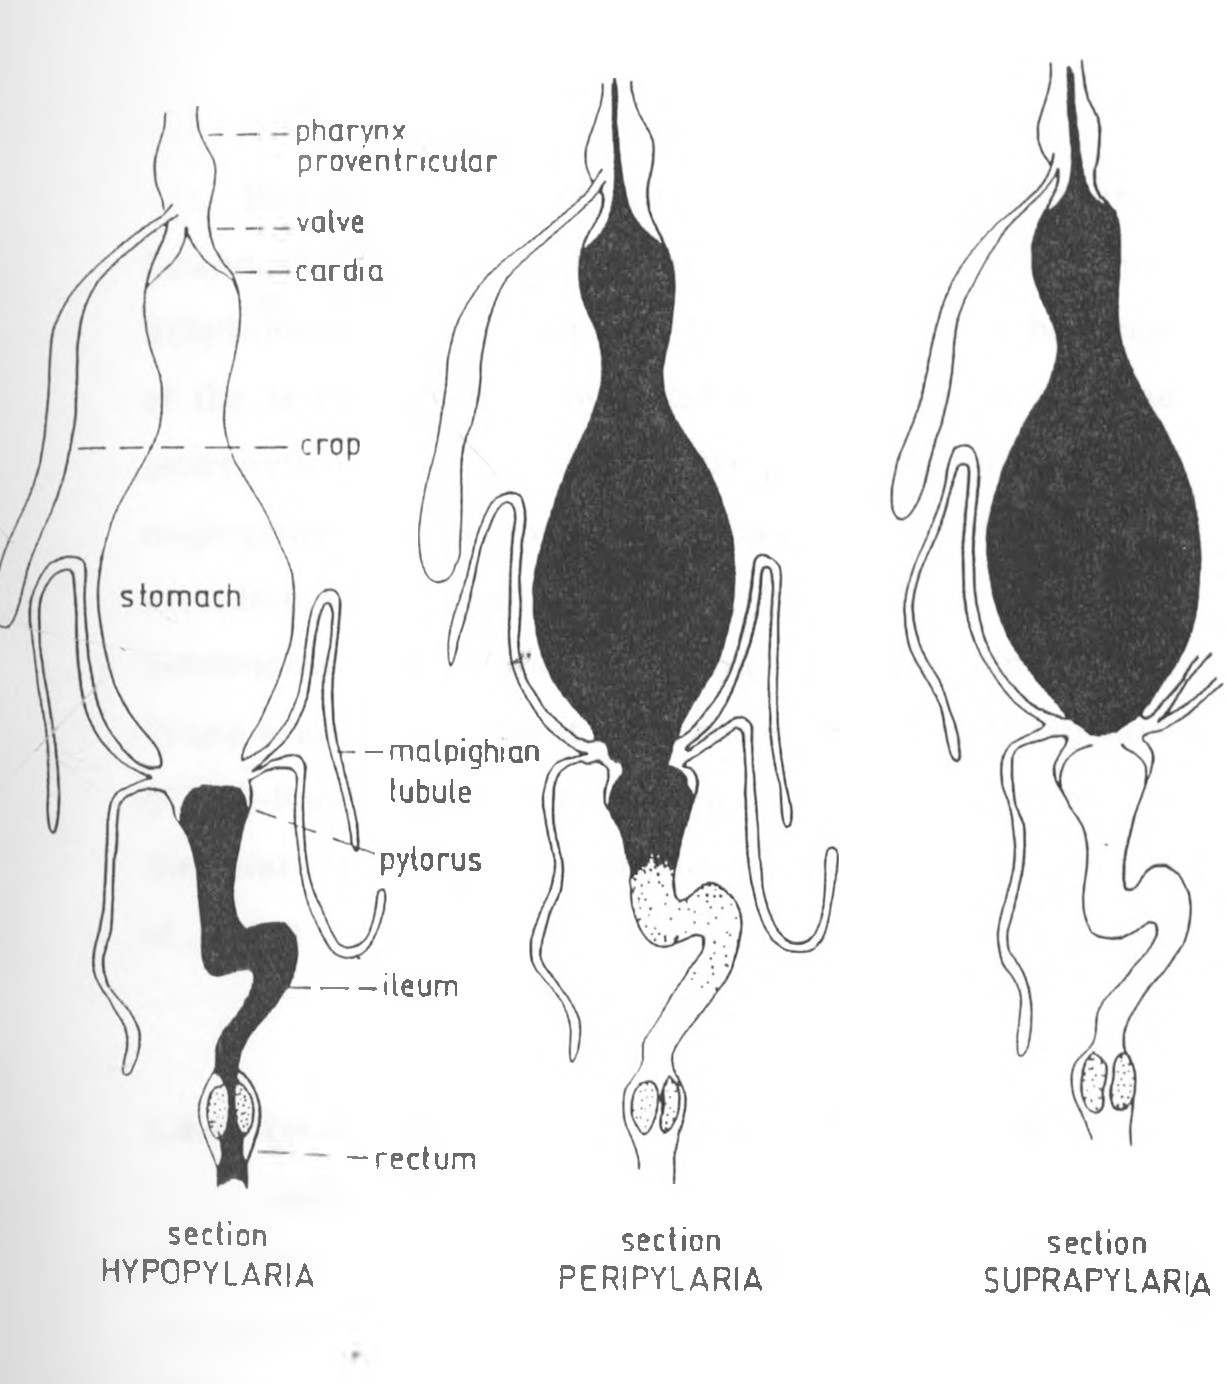 pharynx
proventricular
valve
cardia
crop
stomach
malpighian
tubule
pylorus
ileum
rectum
section
HYPOPYLARIA
section
PERIPYLARIA
section
SUPRAPYLARIA